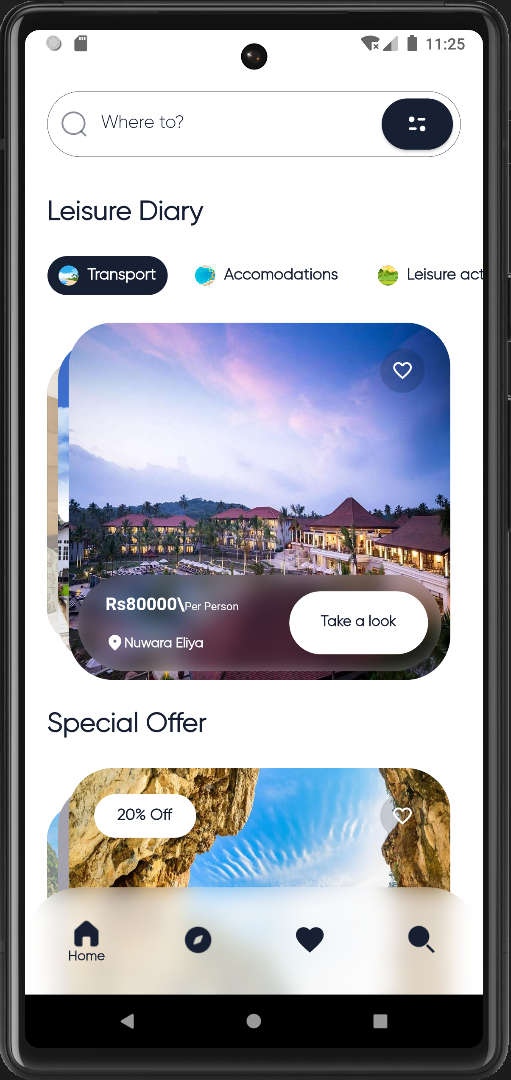 11:25
Where to?
Leisure Diary
Transport Accomodations Leisure act
Rs80000\Per Person
Nuwara Eliya
Take a look
Special Offer
20% Off
Home